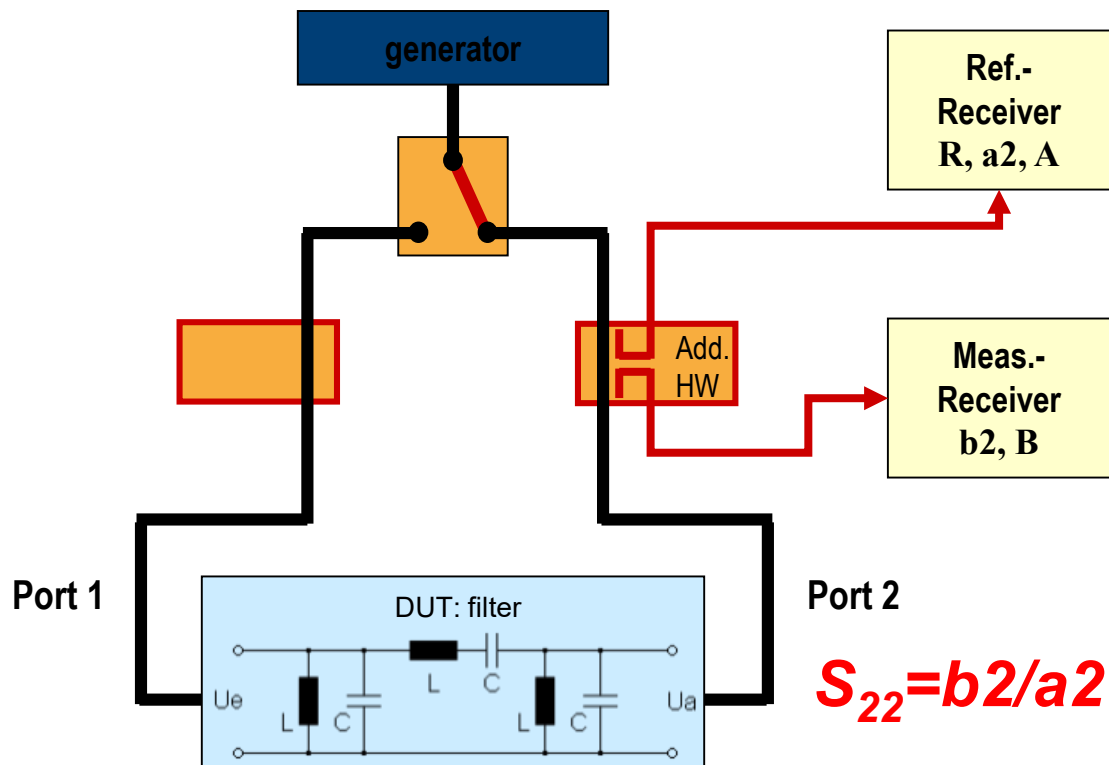 generator
Ref.-
Receiver
R, a2, A
Add.
HW
Meas.-
Receiver
b2, B
Port 1
DUT: filter
Port 2
Ue
L
C
L
C
L
C
Ua
S22=b2/a2